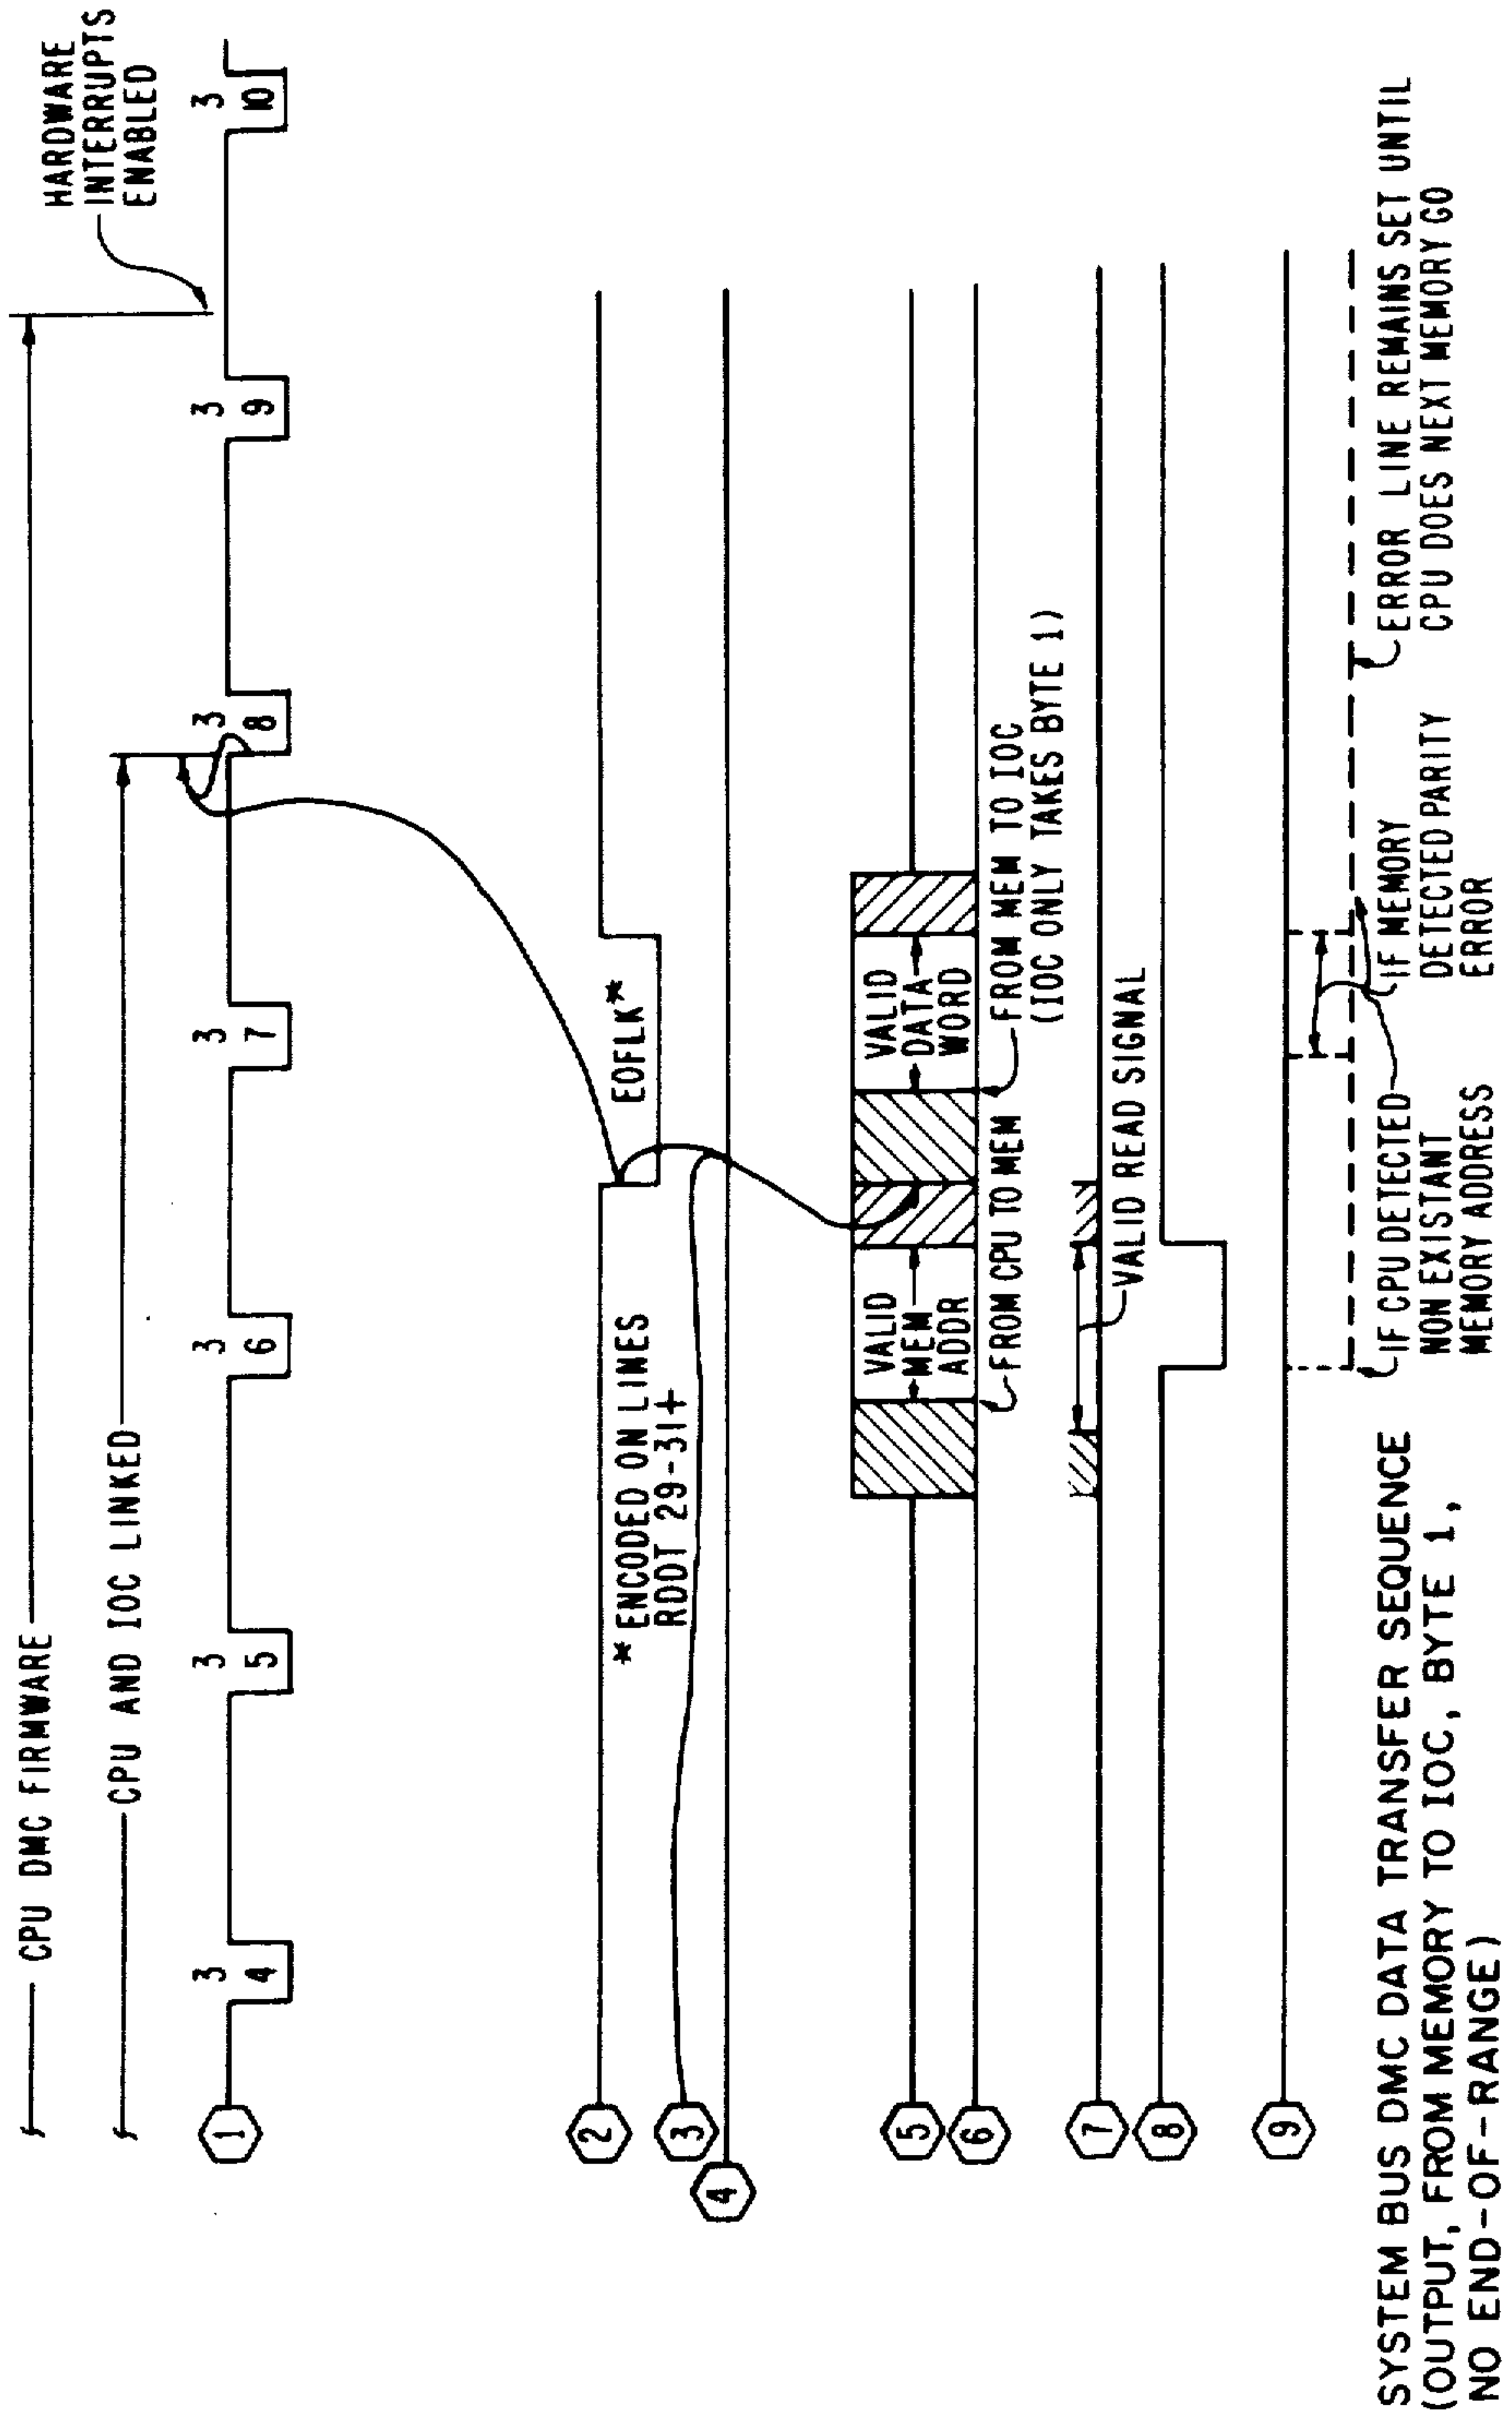 CPU DMC FIRMWARE
HARDWARE
INTERRUPTS
ENABLED
CPU AND IOC LINKED
1
3
4
3
5
3
6
3
7
3
8
3
9
3
10
2
EOFLK*
*ENCODED ON LINES
RDDT 29-31+
3
4
5
VALID
MEM
ADDR
VALID
DATA
WORD
6
FROM CPU TO MEM
FROM MEM TO IOC
(IOC ONLY TAKES BYTE 1)
7
VALID READ SIGNAL
8
9
IF CPU DETECTED
NON EXISTANT
MEMORY ADDRESS
IF MEMORY
DETECTED PARITY
ERROR
ERROR LINE REMAINS SET UNTIL
CPU DOES NEXT MEMORY GO
SYSTEM BUS DMC DATA TRANSFER SEQUENCE
(OUTPUT, FROM MEMORY TO IOC, BYTE 1,
NO END-OF-RANGE)